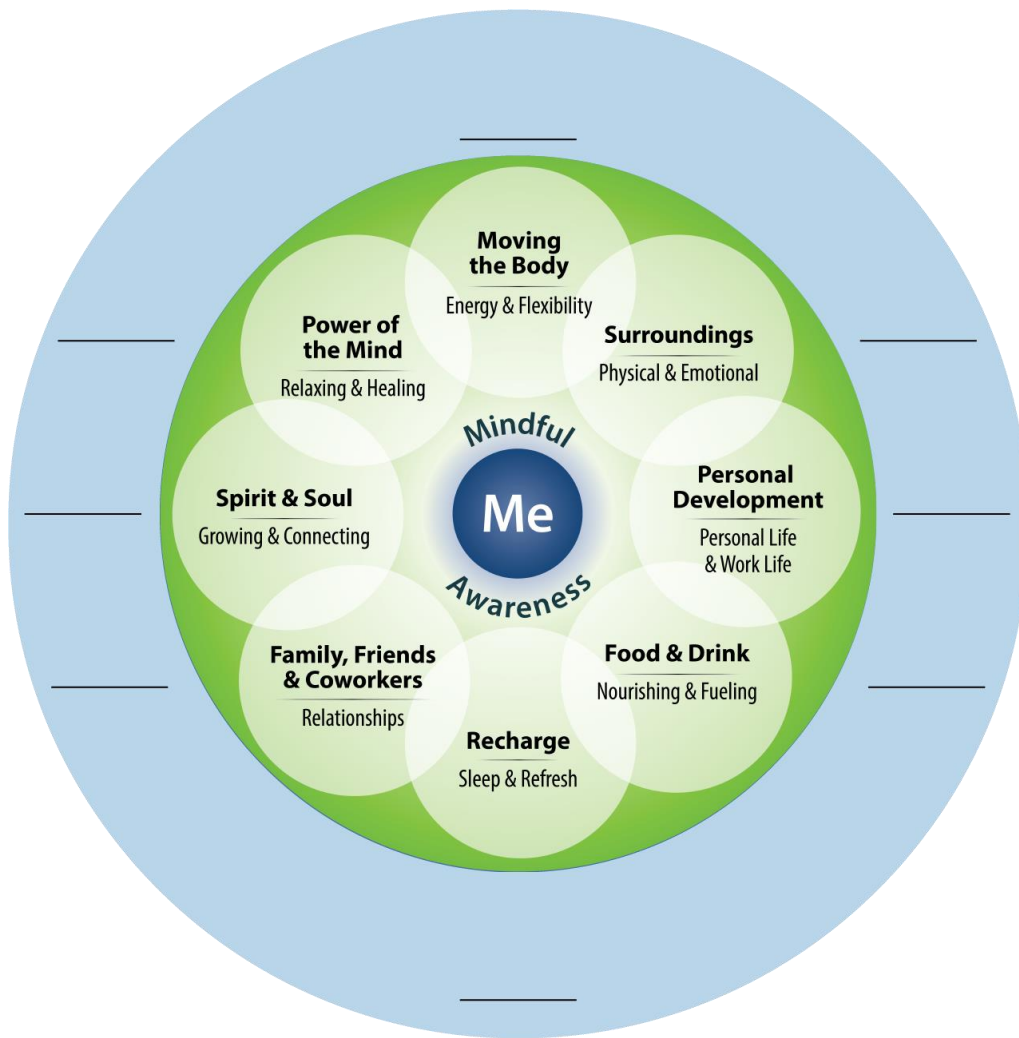 Moving
the Body
Energy & Flexibility
Power of
the Mind
Relaxing & Healing
Surroundings
Physical & Emotional
Mindful
Me
Awareness
Spirit & Soul
Growing & Connecting
Personal
Development
Personal Life
& Work Life
Family, Friends
& Coworkers
Relationships
Food & Drink
Nourishing & Fueling
Recharge
Sleep & Refresh